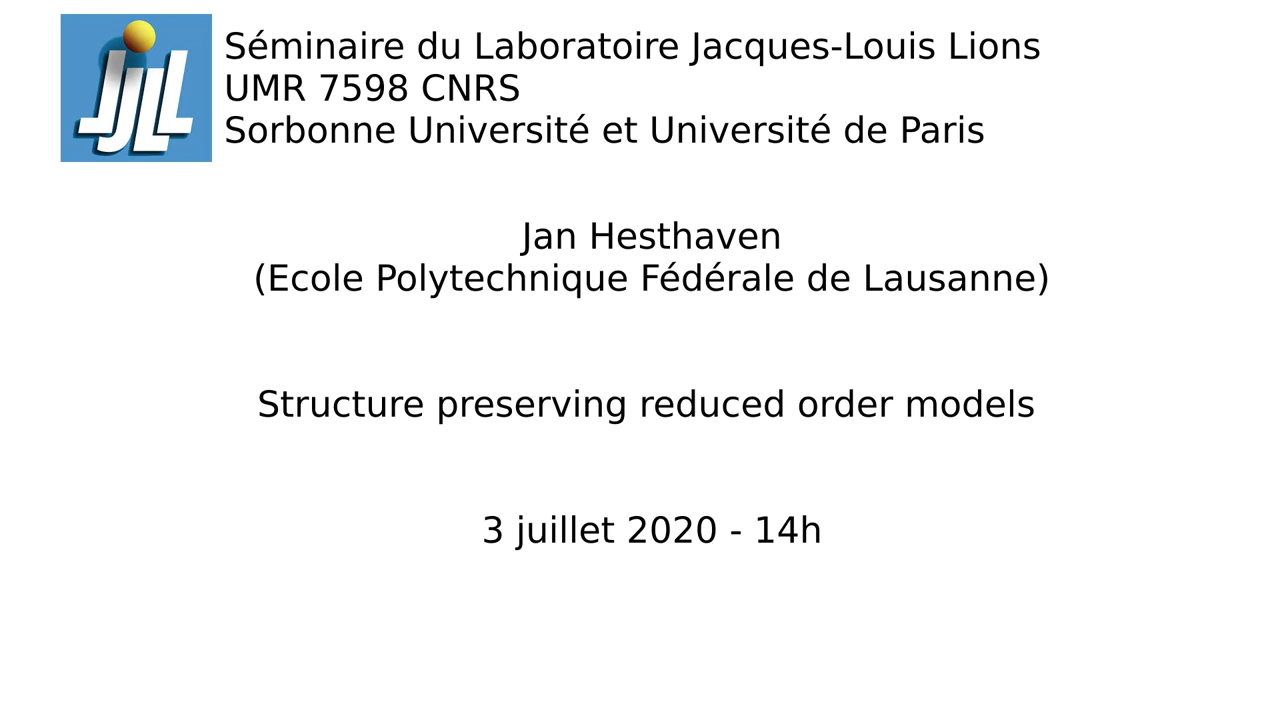 JJLL
Séminaire du Laboratoire Jacques-Louis Lions
UMR 7598 CNRS
Sorbonne Université et Université de Paris
Jan Hesthaven
(Ecole Polytechnique Fédérale de Lausanne)
Structure preserving reduced order models
3 juillet 2020 - 14h